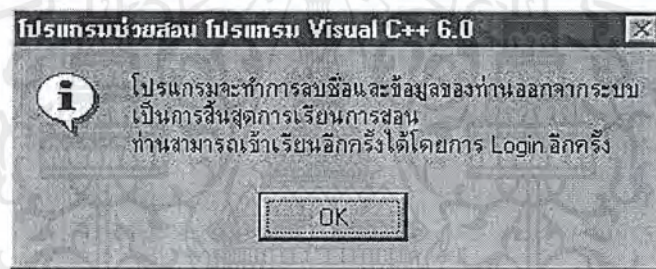 โปรแกรมช่วยสอน โปรแกรม Visual C++ 6.0
โปรแกรมจะทำการลบชื่อและข้อมูลของท่านออกจากระบบ
เป็นการสิ้นสุดการเรียนการสอน
ท่านสามารถเข้าเรียนอีกครั้งได้โดยการ Login อีกครั้ง
OK